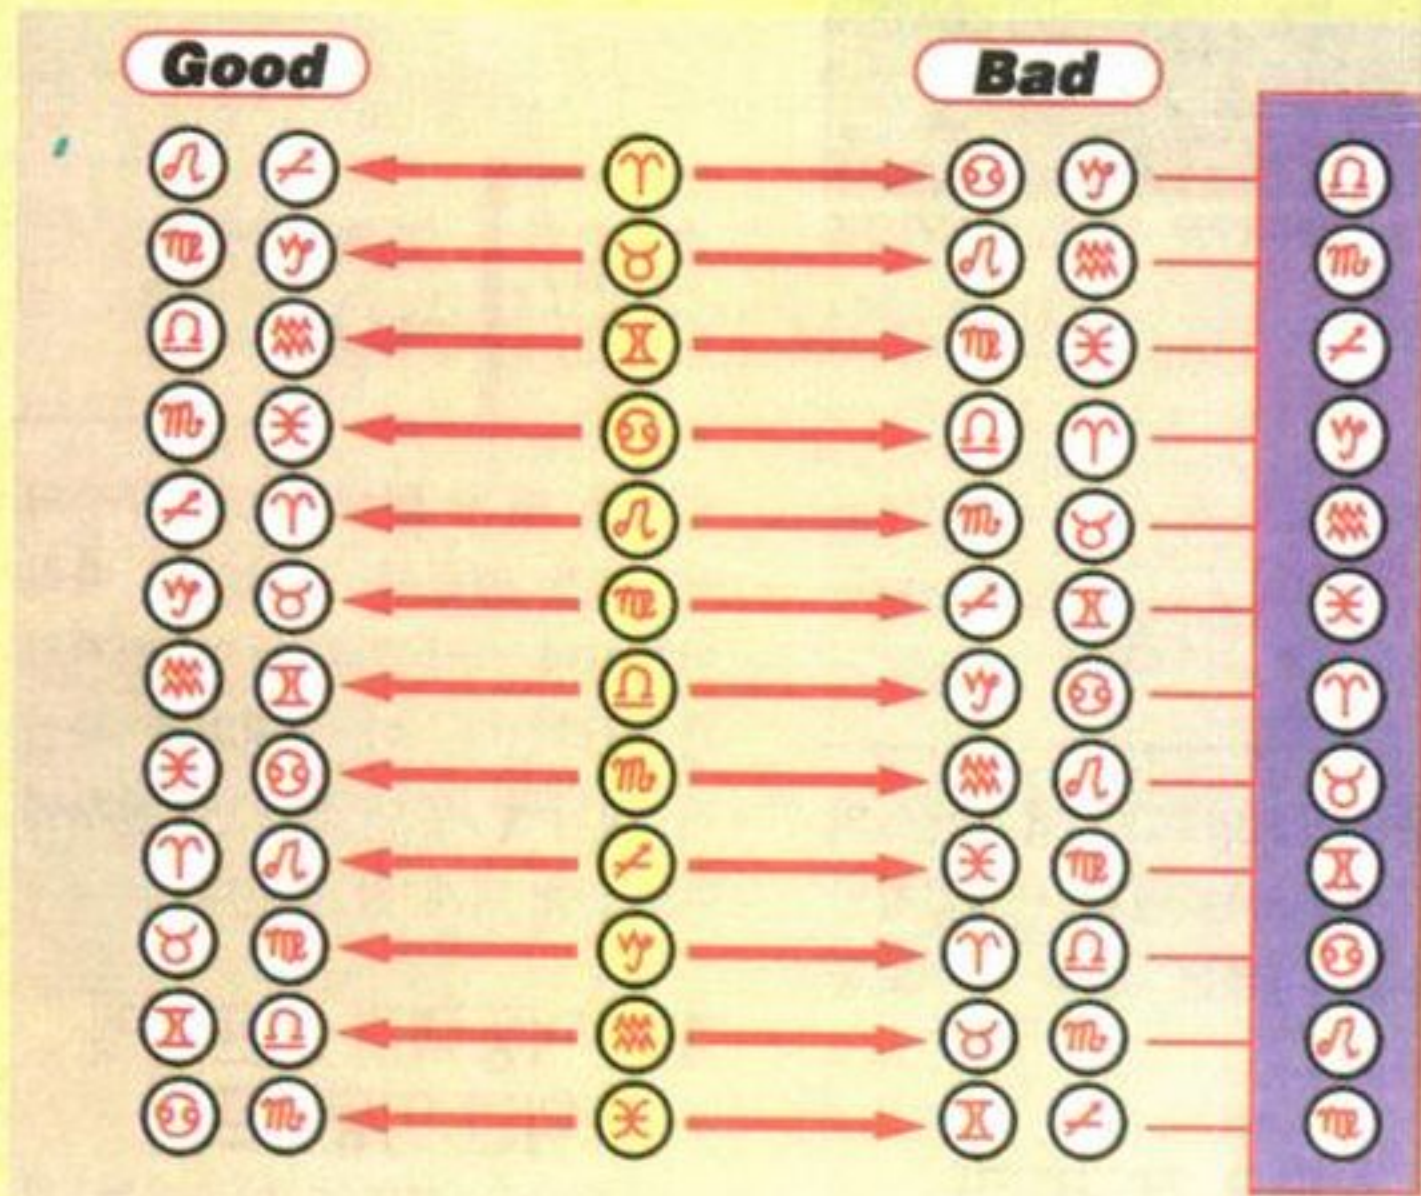 Good Bad
♌ ♐ ♈ ♋ ♑ ♎
♍ ♑ ♉ ♌ ♒ ♏
♎ ♒ ♊ ♍ ♓ ♐
♏ ♓ ♋ ♎ ♈ ♑
♐ ♈ ♌ ♏ ♉ ♒
♑ ♉ ♍ ♐ ♊ ♓
♒ ♊ ♎ ♑ ♋ ♈
♓ ♋ ♏ ♒ ♌ ♉
♈ ♌ ♐ ♓ ♍ ♊
♉ ♍ ♑ ♈ ♎ ♋
♊ ♎ ♒ ♉ ♏ ♌
♋ ♏ ♓ ♊ ♐ ♍